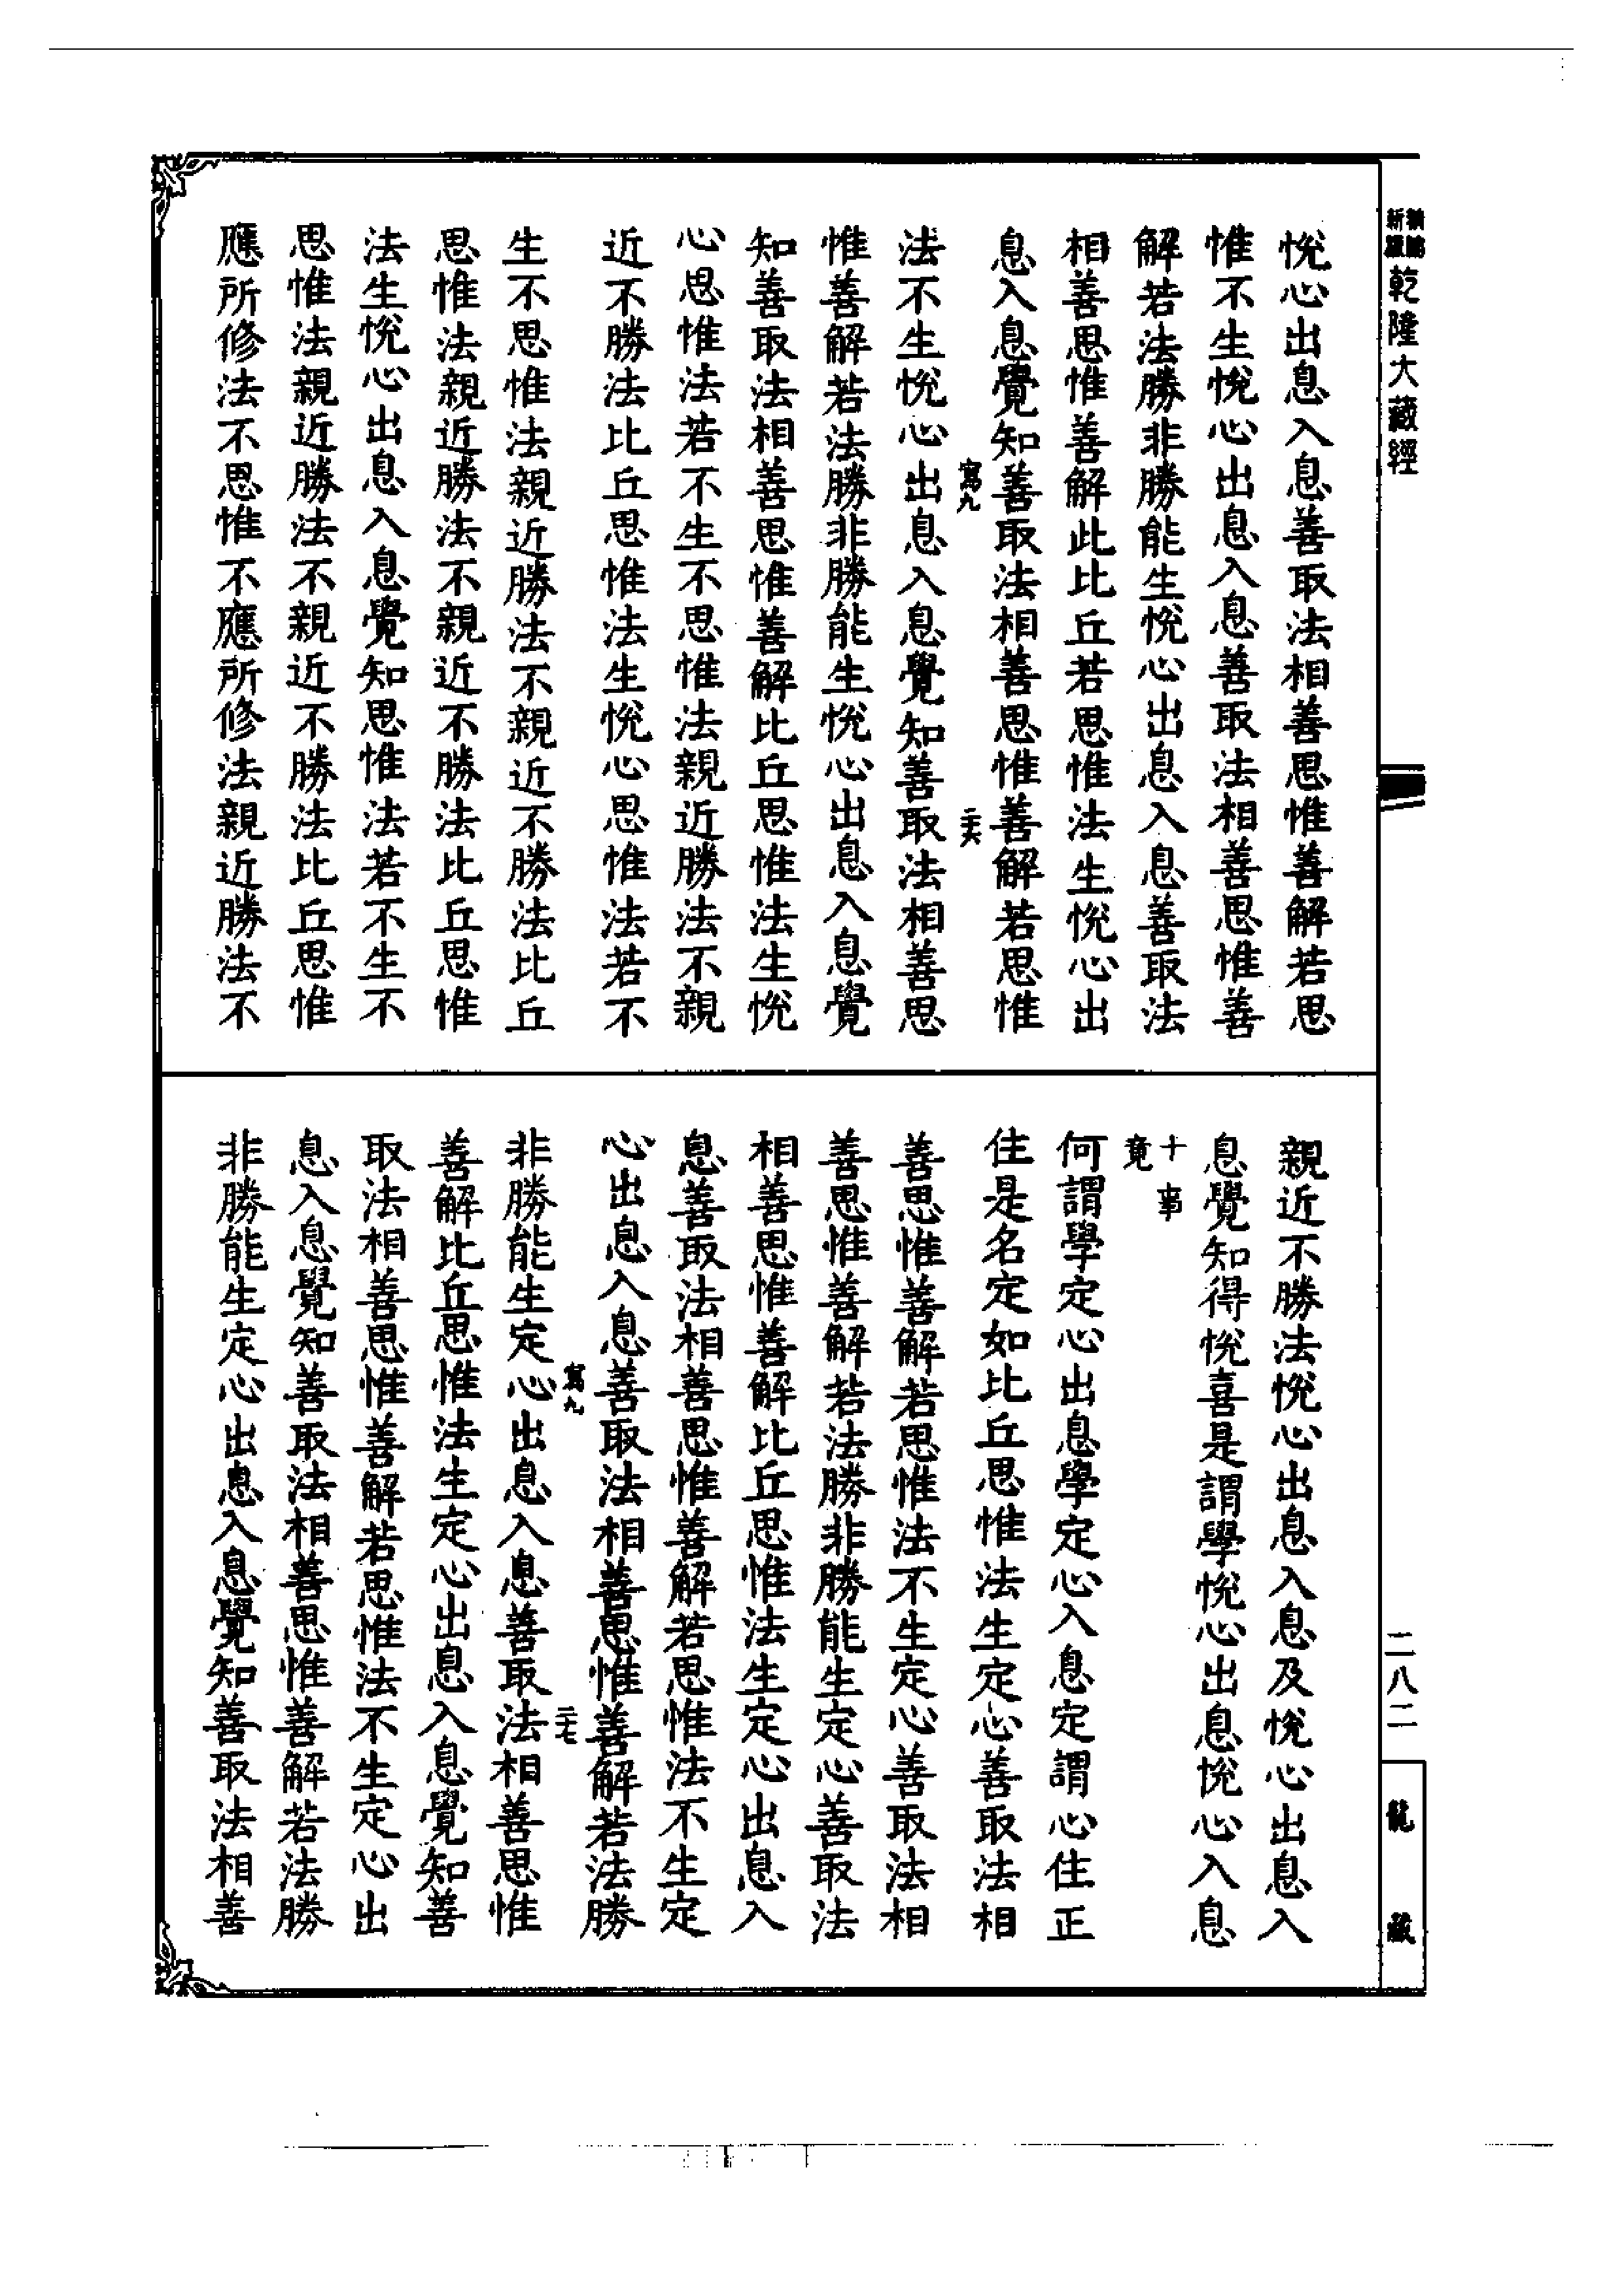 新編
新羅
乾隆大藏經
悅心出息入息善取法相善思惟善解若思
惟不生悅心出息入息善取法相善思惟善
解若法勝非勝能生悅心出息入息善取法
相善思惟善解此比丘若思惟法生悅心出
息入息覺知善取法相善思惟善解若思惟
寫九
二六
法不生悅心出息入息覺知善取法相善思
惟善解若法勝非勝能生悅心出息入息覺
知善取法相善思惟善解比丘思惟法生悅
心思惟法若不生不思惟法親近勝法不親
近不勝法比丘思惟法生悅心思惟法若不
生不思惟法親近勝法不親近不勝法比丘
思惟法親近勝法不親近不勝法比丘思惟
法生悅心出息入息覺知思惟法若不生不
思惟法親近勝法不親近不勝法比丘思惟
應所修法不思惟不應所修法親近勝法不
親近不勝法悅心出息入息及悅心出息入
息覺知得悅喜是謂學悅心出息悅心入息
十事
竟
何謂學定心出息學定心入息定謂心住正
住是名定如比丘思惟法生定心善取法相
善思惟善解若思惟法不生定心善取法相
善思惟善解若法勝非勝能生定心善取法
相善思惟善解比丘思惟法生定心出息入
息善取法相善思惟善解若思惟法不生定
心出息入息善取法相善思惟善解若法勝
寫九
二七
非勝能生定心出息入息善取法相善思惟
善解比丘思惟法生定心出息入息覺知善
取法相善思惟善解若思惟法不生定心出
息入息覺知善取法相善思惟善解若法勝
非勝能生定心出息入息覺知善取法相善
二八二
龍藏